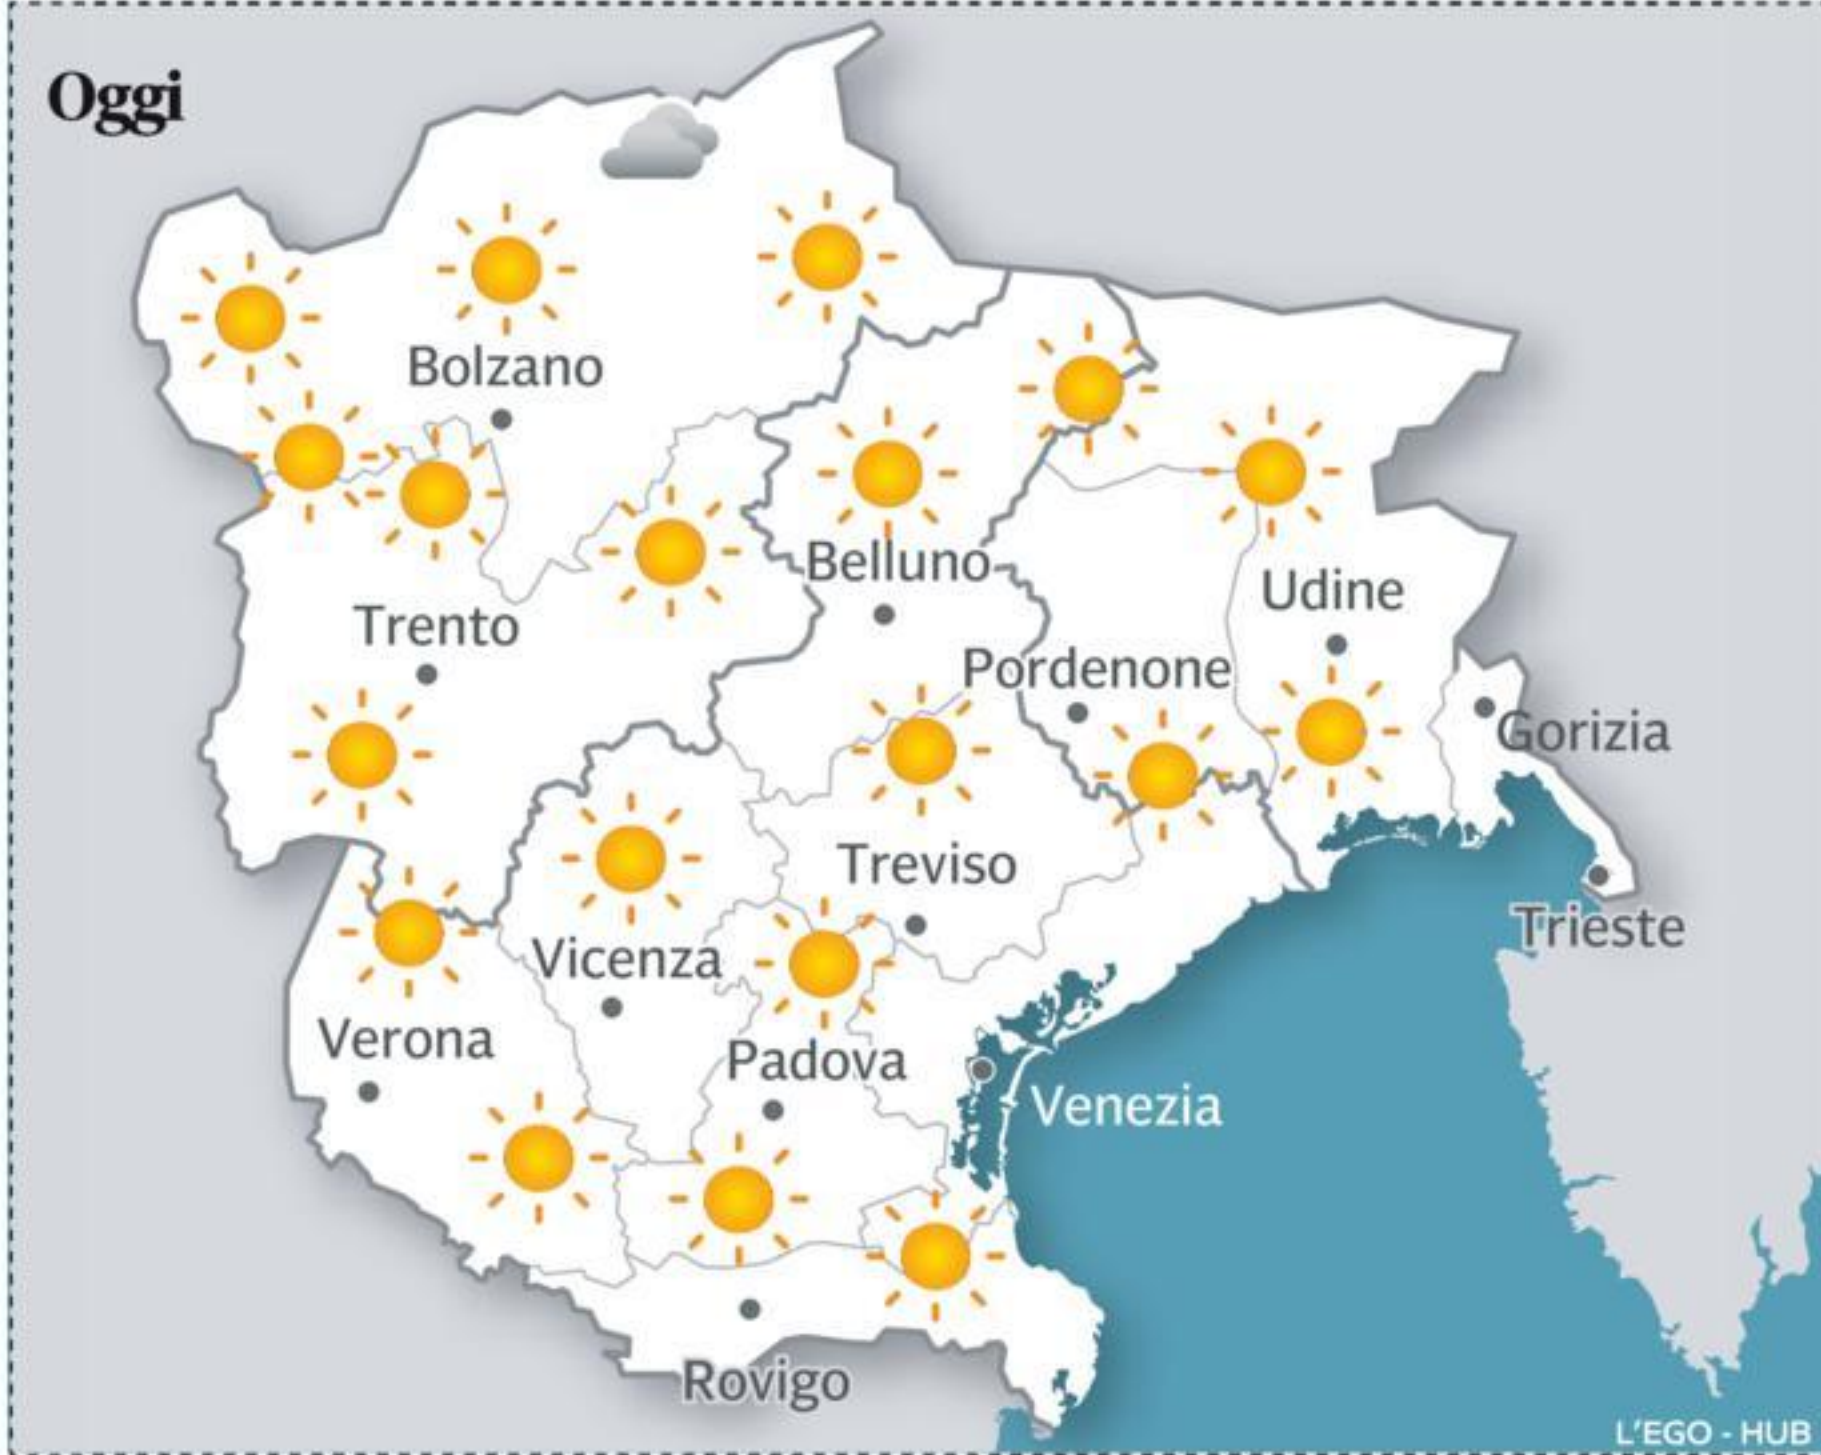 Oggi
Bolzano
Belluno
Udine
Trento
Pordenone
Gorizia
Treviso
Trieste
Vicenza
Verona
Padova
Venezia
Rovigo
L'EGO - HUB